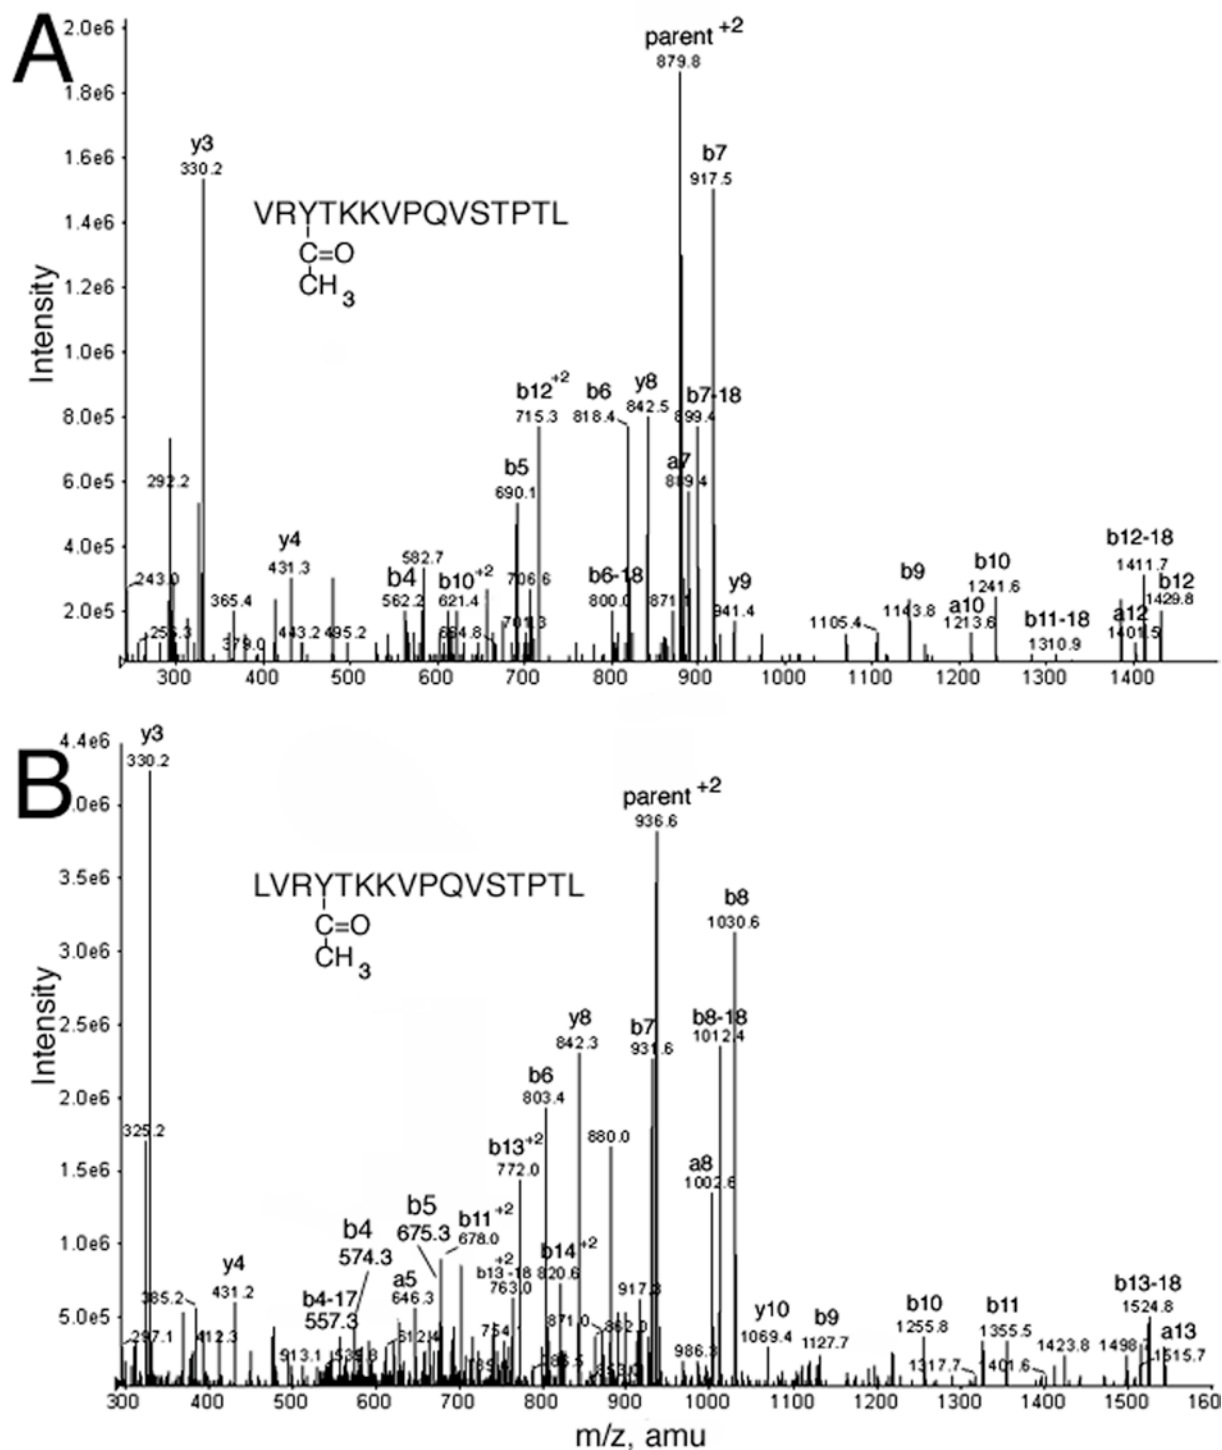 A
2.0e6
parent +2
879.8
1.8e6
y3
330.2
b7
917.5
1.6e6
VRYTKKVPQVSTPTL
C=O
CH 3
1.4e6
1.2e6
Intensity
1.0e6
b12 +2
715.3
b6
818.4
y8
842.5
b7-18
899.4
8.0e5
a7
292.2
b5
690.1
6.0e5
y4
431.3
582.7
b12-18
1411.7
4.0e5
243.0
b4
562.2
b10 +2
621.4
706.6
b6-18
800.0
871
y9
941.4
b9
1143.8
b10
1241.6
a10
1213.6
b12
1429.8
a12
1401.5
365.4
2.0e5
379.0
443.2
495.2
1105.4
b11-18
1310.9
300 400 500 600 700 800 900 1000 1100 1200 1300 1400
B
4.4e6
y3
330.2
parent +2
936.6
.0e6
3.5e6
LVRYTKKVPQVSTPTL
C=O
CH 3
b8
1030.6
3.0e6
Intensity
2.5e6
y8
842.3
b7
931.6
b8-18
1012.4
2.0e6
b6
803.4
325.2
b13 +2
772.0
880.0
1.5e6
a8
1002.6
b5
675.3
b11 +2
678.0
b4
574.3
1.0e6
y4
431.2
a5
646.3
+2
b13-18
763.0
b14 +2
820.6
385.2
b4-17
557.3
917.3
b13-18
1524.8
5.0e5
297.1
412.3
513.1
612.4
871.0
986.3
y10
1069.4
b9
1127.7
b10
1255.8
b11
1355.5
1317.7
1423.8
a13
1515.7
300 400 500 600 700 800 900 1000 1100 1200 1300 1400 1500 160
m/z, amu